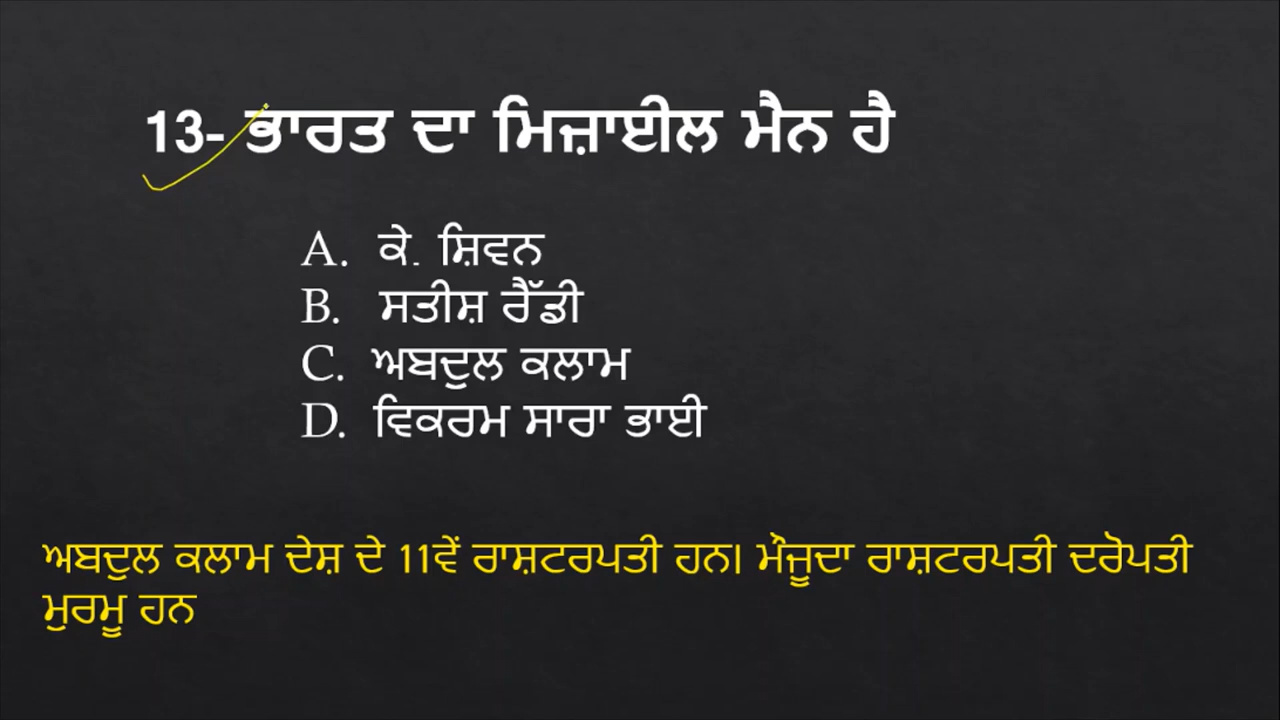 13- ਭਾਰਤ ਦਾ ਮਿਜ਼ਾਈਲ ਮੈਨ ਹੈ
A. ਕੇ. ਸ਼ਿਵਨ
B. ਸਤੀਸ਼ ਰੈੱਡੀ
C. ਅਬਦੁਲ ਕਲਾਮ
D. ਵਿਕਰਮ ਸਾਰਾ ਭਾਈ
ਅਬਦੁਲ ਕਲਾਮ ਦੇਸ਼ ਦੇ 11ਵੇਂ ਰਾਸ਼ਟਰਪਤੀ ਹਨ। ਮੌਜੂਦਾ ਰਾਸ਼ਟਰਪਤੀ ਦਰੋਪਤੀ
ਮੁਰਮੂ ਹਨ